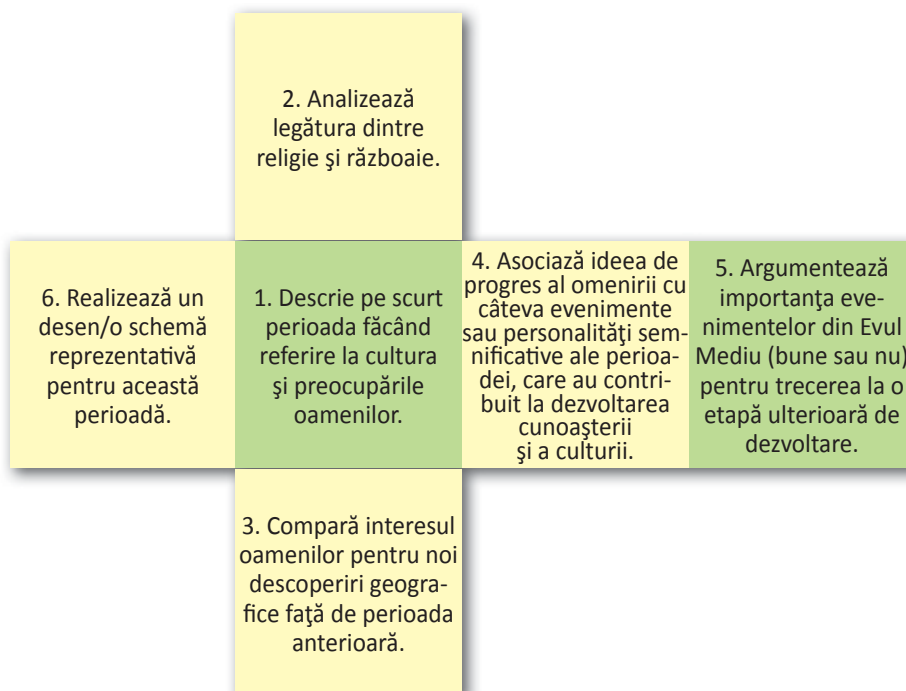 2. Analizează
legătura dintre
religie şi războaie.
6. Realizează un
desen/o schemă
reprezentativă
pentru această
perioadă.
1. Descrie pe scurt
perioada făcând
referire la cultura
şi preocupările
oamenilor.
4. Asociază ideea de
progres al omenirii cu
câteva evenimente
sau personalităţi sem-
nificative ale perioa-
dei, care au contri-
buit la dezvoltarea
cunoaşterii
şi a culturii.
5. Argumentează
importanţa eve-
nimentelor din Evul
Mediu (bune sau nu)
pentru trecerea la o
etapă ulterioară de
dezvoltare.
3. Compară interesul
oamenilor pentru noi
descoperiri geogra-
fice faţă de perioada
anterioară.